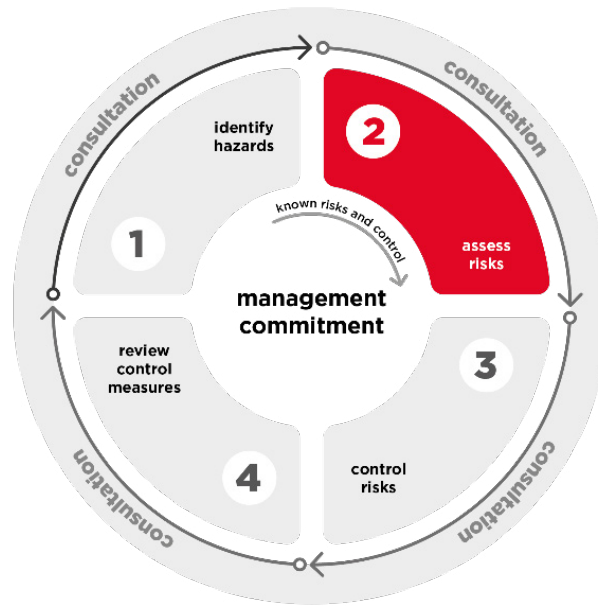 consultation
consultation
identify
hazards
1
2
assess
risks
known risks and control
management
commitment
review
control
measures
4
3
control
risks
consultation
consultation